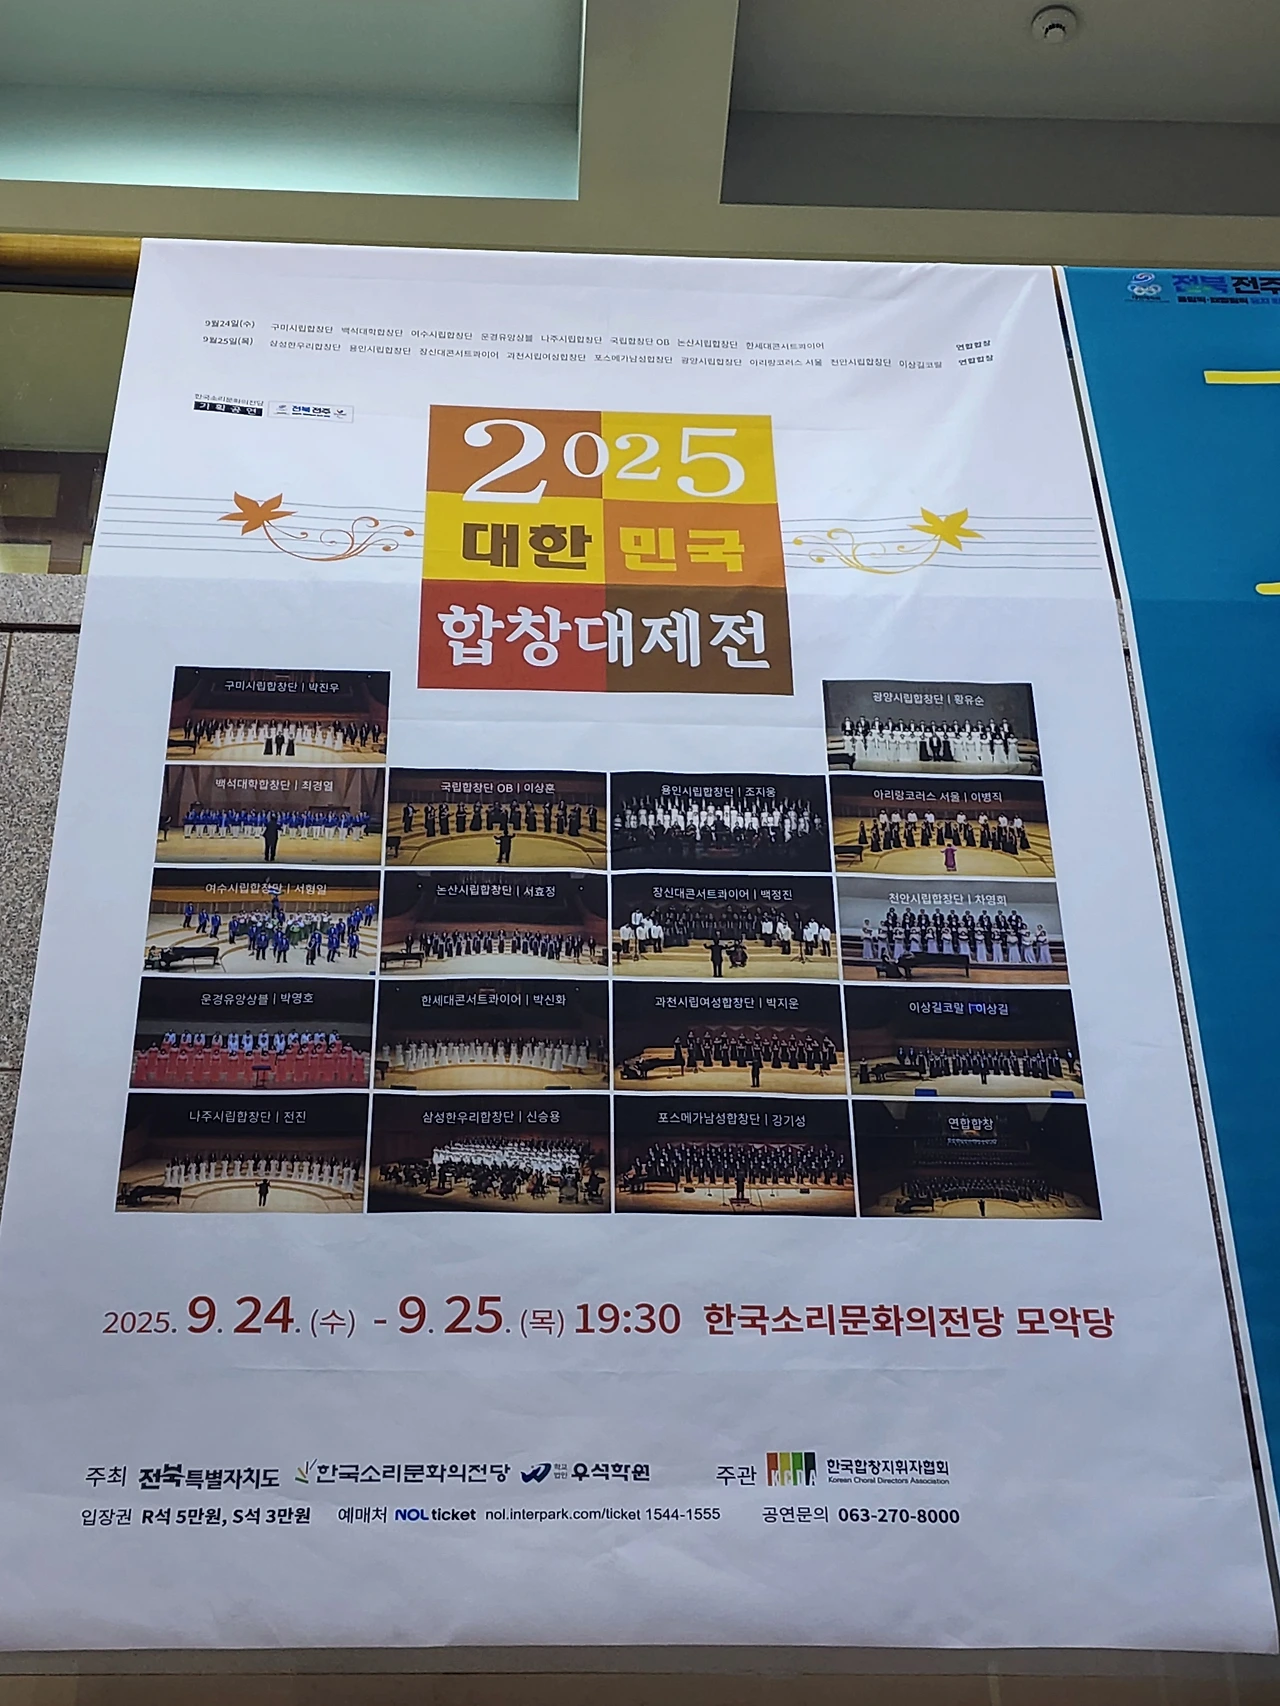 9월24일(수) 구미시립합창단 백석대학합창단 여수시립합창단 운경유앙상블 나주시립합창단 국립합창단 OB 논산시립합창단 한세대콘서트콰이어 연합합창
9월25일(목) 삼성한우리합창단 용인시립합창단 장신대콘서트콰이어 과천시립여성합창단 포스메가남성합창단 광양시립합창단 아리랑코러스 서울 천안시립합창단 이상길코랄 연합합창
한국소리문화의전당
기획공연
전북 전주
전북 전주
2025
대한민국
합창대제전
구미시립합창단 | 박진우
광양시립합창단 | 황유순
백석대학합창단 | 최경열
국립합창단 OB | 이상훈
용인시립합창단 | 조지웅
아리랑코러스 서울 | 이병직
여수시립합창단 | 서형일
논산시립합창단 | 서효정
장신대콘서트콰이어 | 백정진
천안시립합창단 | 차영회
운경유앙상블 | 박영호
한세대콘서트콰이어 | 박신화
과천시립여성합창단 | 박지운
이상길코랄 | 이상길
나주시립합창단 | 전진
삼성한우리합창단 | 신승용
포스메가남성합창단 | 강기성
연합합창
2025. 9. 24. (수) - 9. 25. (목) 19:30 한국소리문화의전당 모악당
주최 전북특별자치도 한국소리문화의전당 학교법인 우석학원 주관 KCDA 한국합창지휘자협회
Korean Choral Directors Association
입장권 R석 5만원, S석 3만원 예매처 NOL ticket nol.interpark.com/ticket 1544-1555 공연문의 063-270-8000